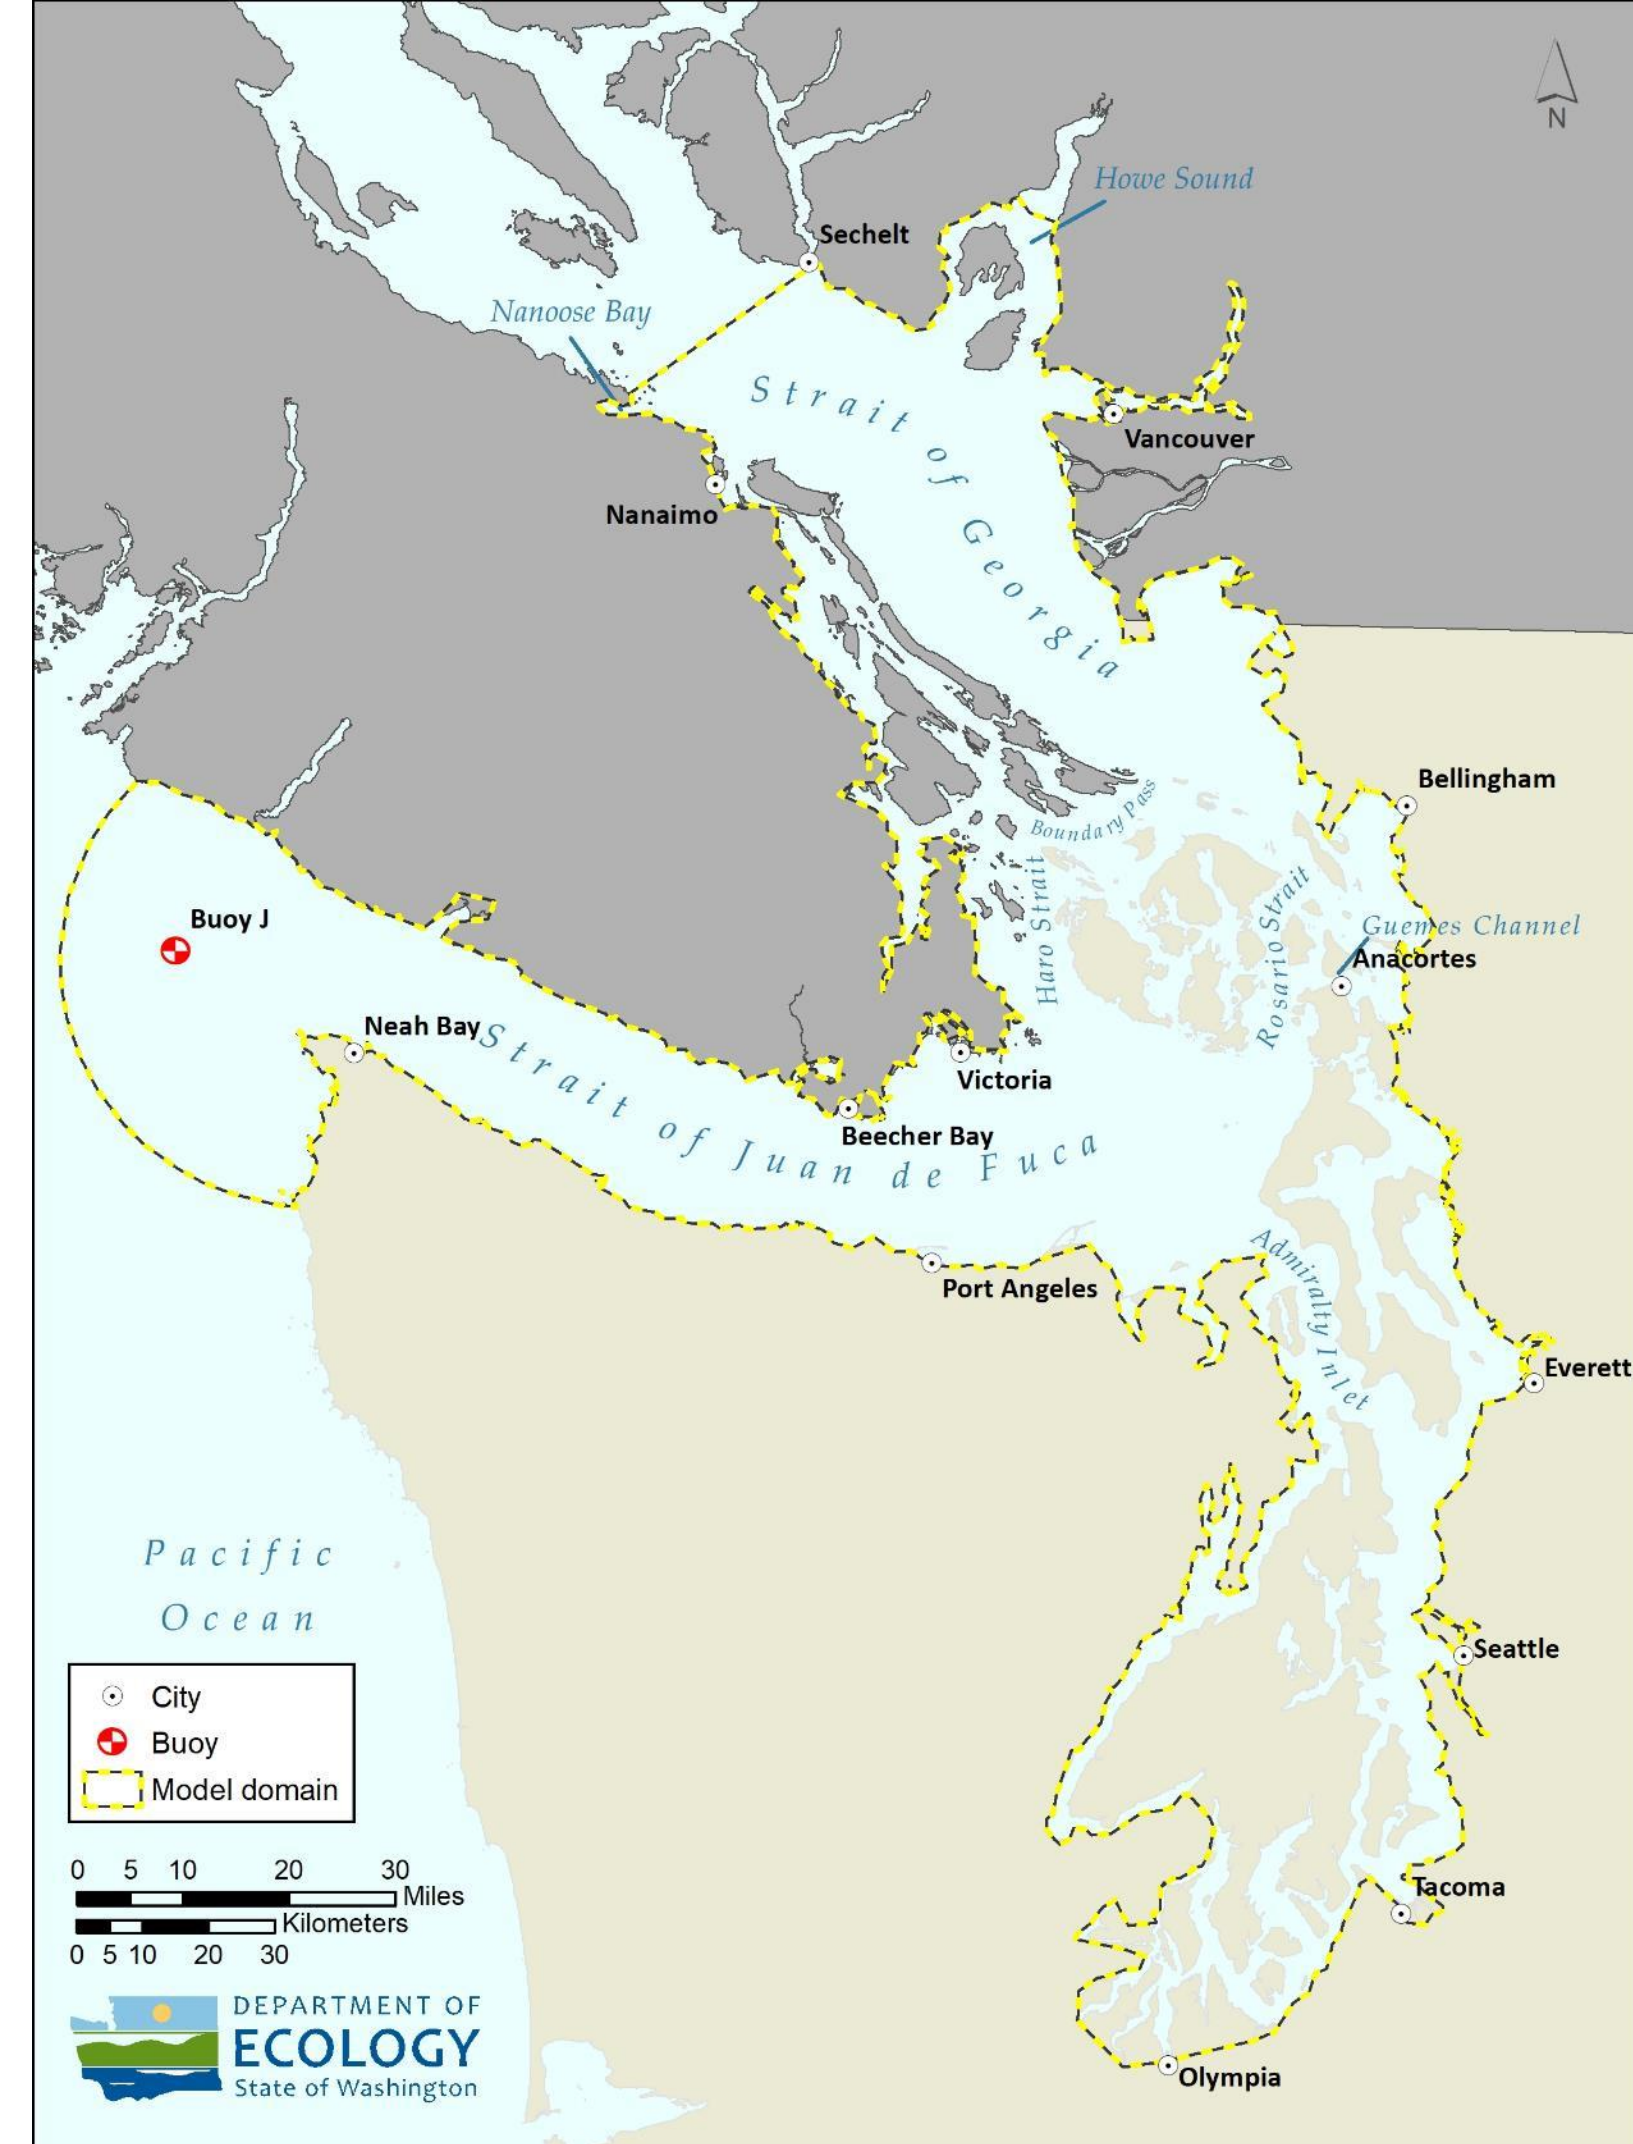 N
Howe Sound
Sechelt
Nanoose Bay
Strait of Georgia
Vancouver
Nanaimo
Bellingham
Boundary Pass
Haro Strait
Rosario Strait
Buoy J
Guemes Channel
Anacortes
Neah Bay
Strait of Juan de Fuca
Victoria
Beecher Bay
Admiralty Inlet
Port Angeles
Everett
Pacific
Ocean
Seattle
City
Buoy
Model domain
0 5 10 20 30
Miles
Kilometers
0 5 10 20 30
Tacoma
DEPARTMENT OF
ECOLOGY
State of Washington
Olympia